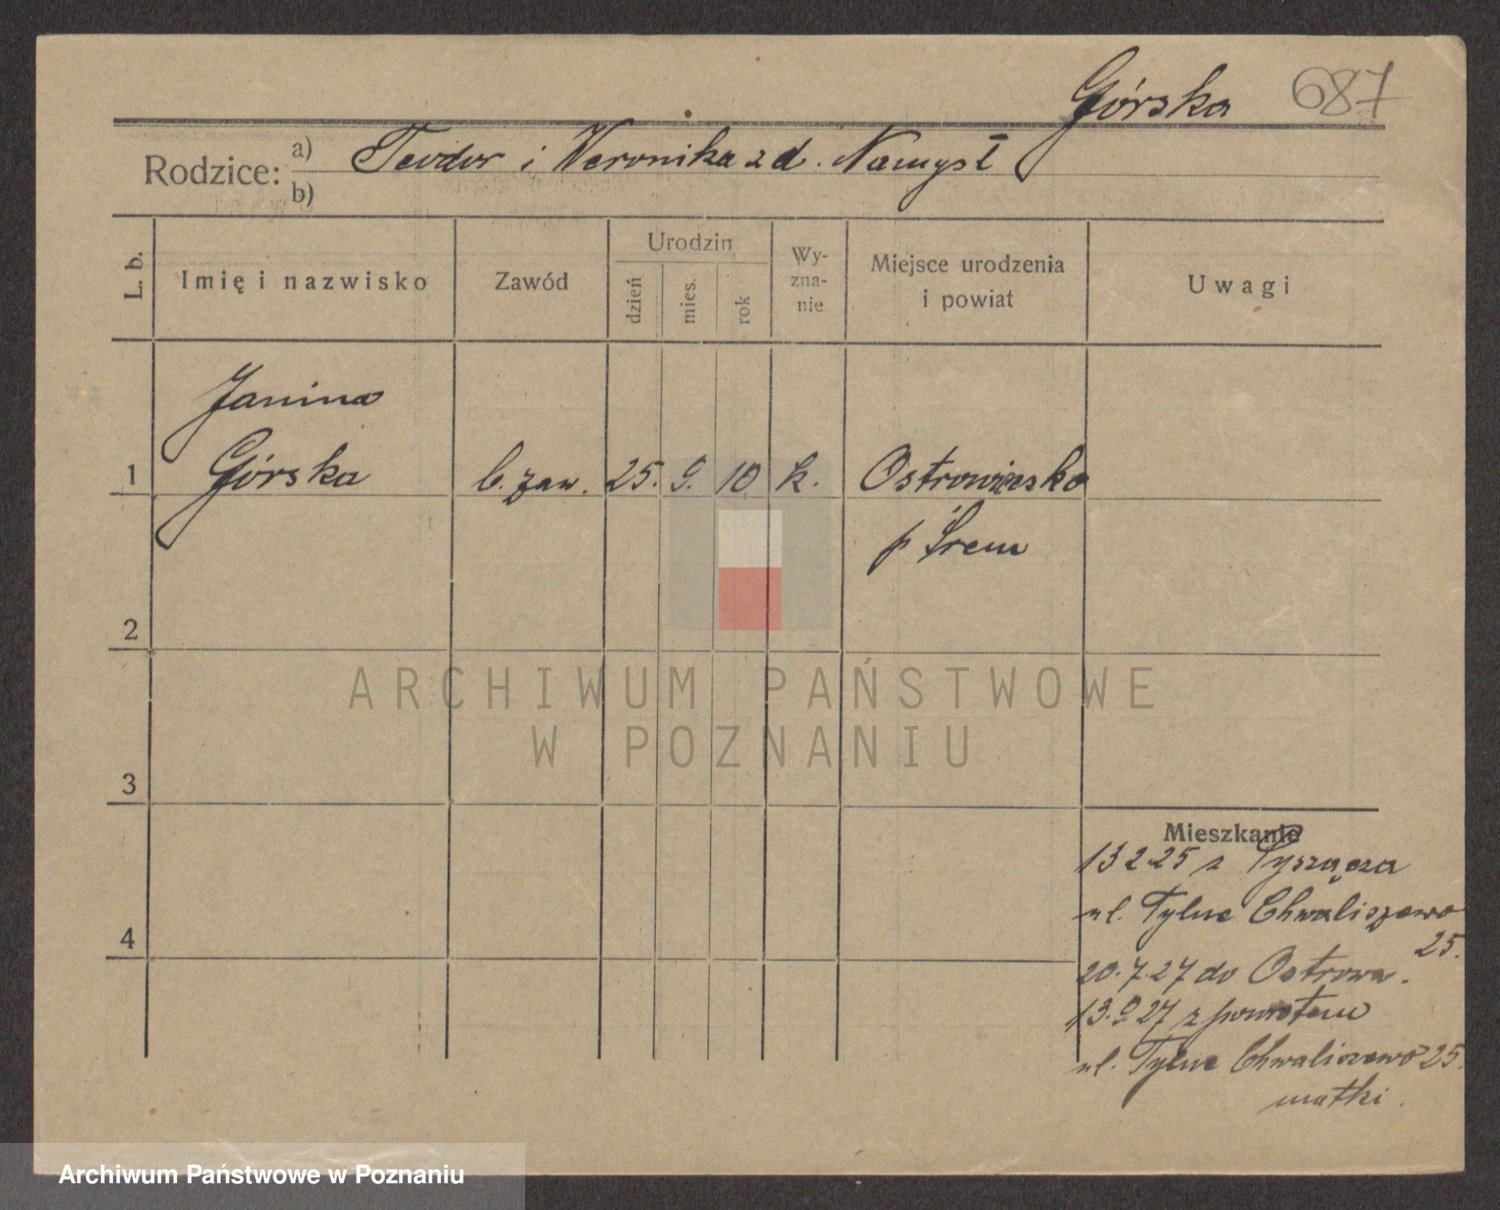 Górska 687
Rodzice: a) Teodor i Weronika z d. Namysł
b)
L. b.
Imię i nazwisko
Zawód
Urodzin
dzień
mies.
rok
Wy-
zna-
nie
Miejsce urodzenia
i powiat
Uwagi
Janina
1 Górska b. zaw. 25. 9. 10 k. Ostrowieczko
p Śrem
2
3
4
ARCHIWUM PAŃSTWOWE
W POZNANIU
Mieszkanie
13 2 25 z
ul. Tylne Chwaliszewo
25.
20.7.27 do Ostrowa.
13.9.27 z powrotem
ul. Tylne Chwaliszewo 25.
matki.
Archiwum Państwowe w Poznaniu